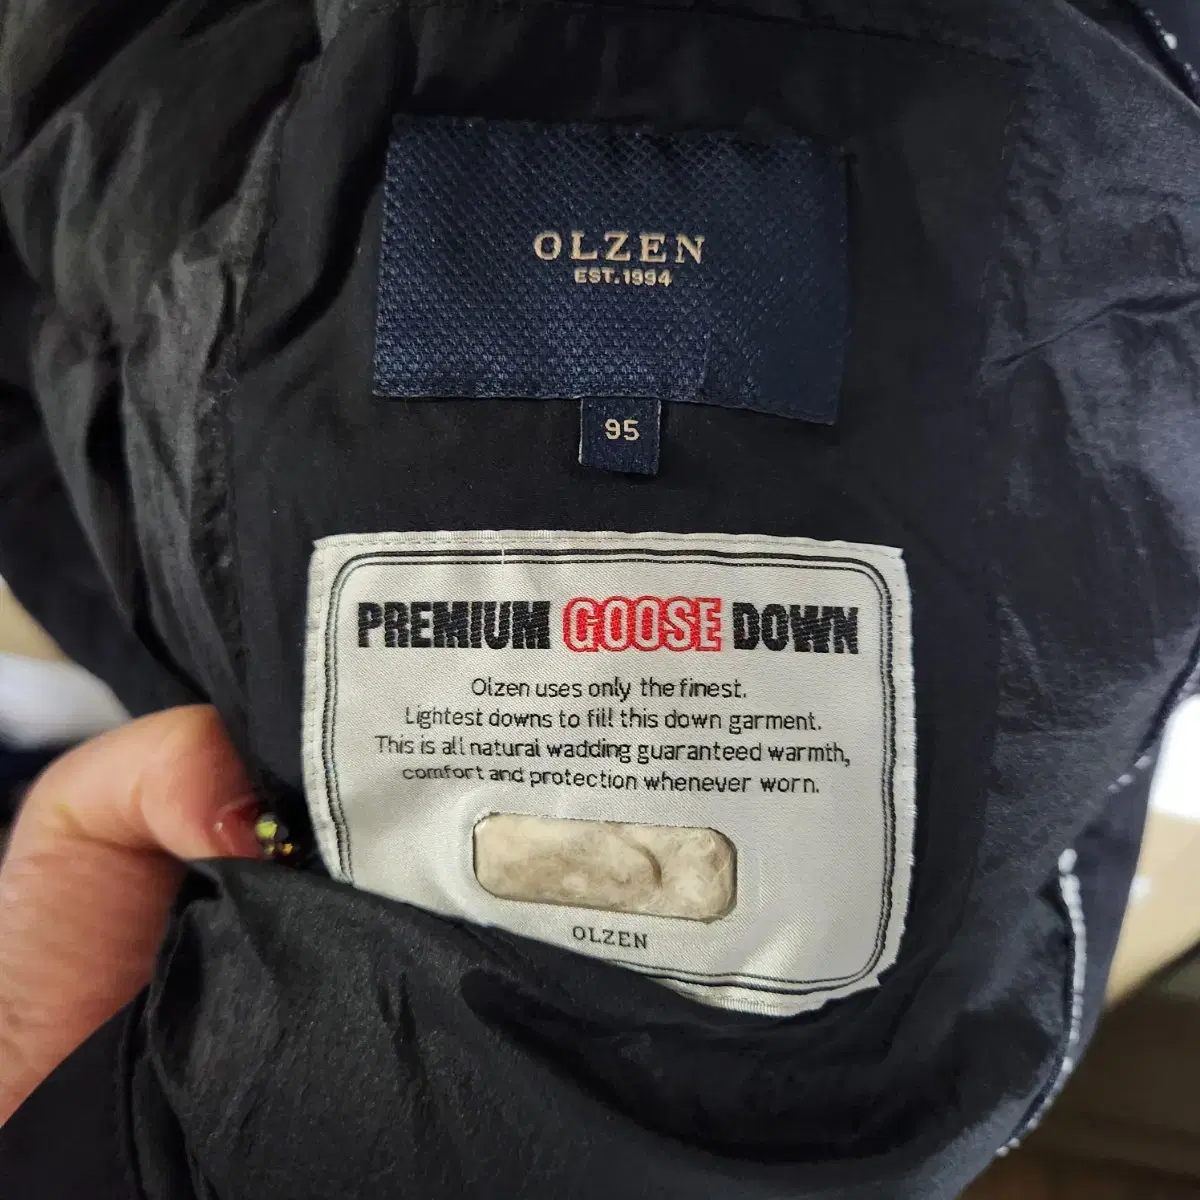 OLZEN
EST.1994
95
PREMIUM GOOSE DOWN
Olzen uses only the finest.
Lightest downs to fill this down garment.
This is all natural wadding guaranteed warmth,
comfort and protection whenever worn.
OLZEN